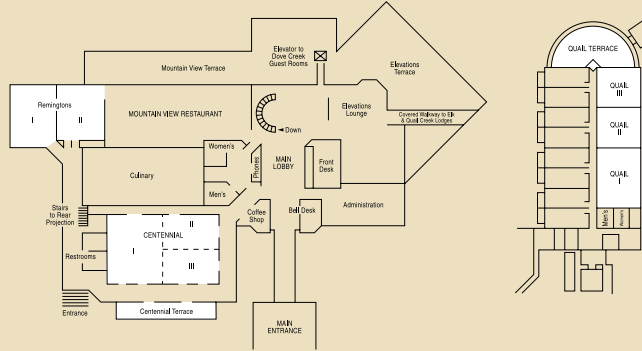 Elevator to
Dove Creek
Guest Rooms
Mountain View Terrace
Elevations
Terrace
Remingtons
I
II
MOUNTAIN VIEW RESTAURANT
Elevations
Lounge
Covered Walkway to Elk
& Quail Creek Lodges
Down
Women's
Phones
MAIN
LOBBY
Front
Desk
Culinary
Men's
Administration
Stairs
to Rear
Projection
Coffee
Shop
Bell Desk
CENTENNIAL
I
II
III
Restrooms
Entrance
Centennial Terrace
MAIN
ENTRANCE
QUAIL TERRACE
QUAIL
III
QUAIL
II
QUAIL
I
Men's
Women's